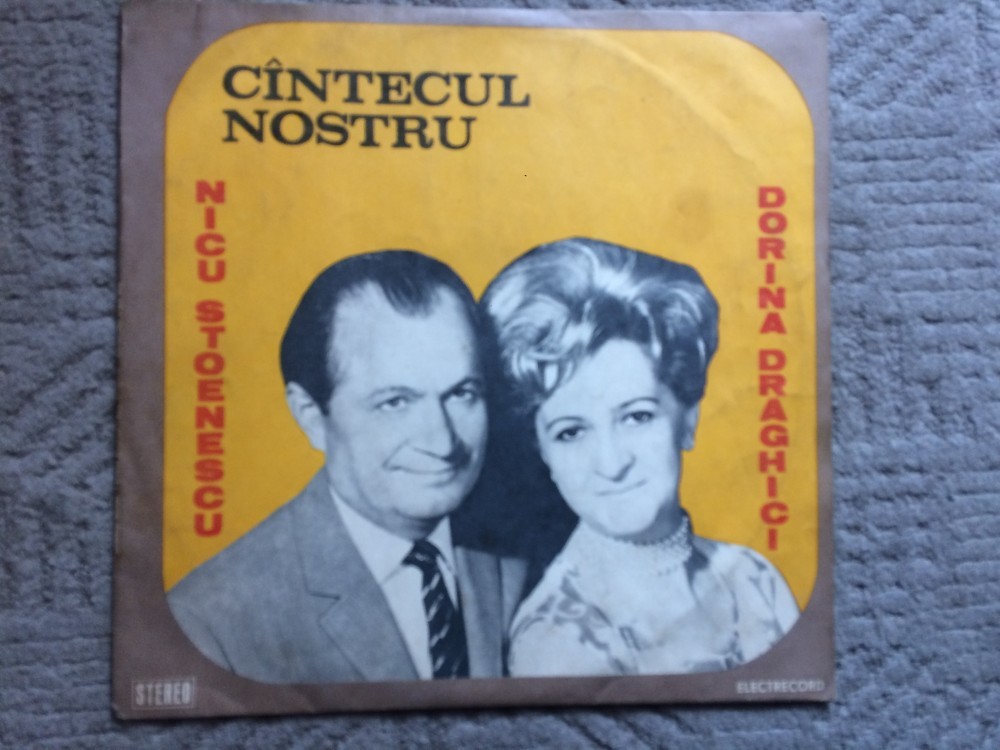 CÎNTECUL
NOSTRU
NICU STOENESCU
DORINA DRAGHICI
STEREO
ELECTRECORD